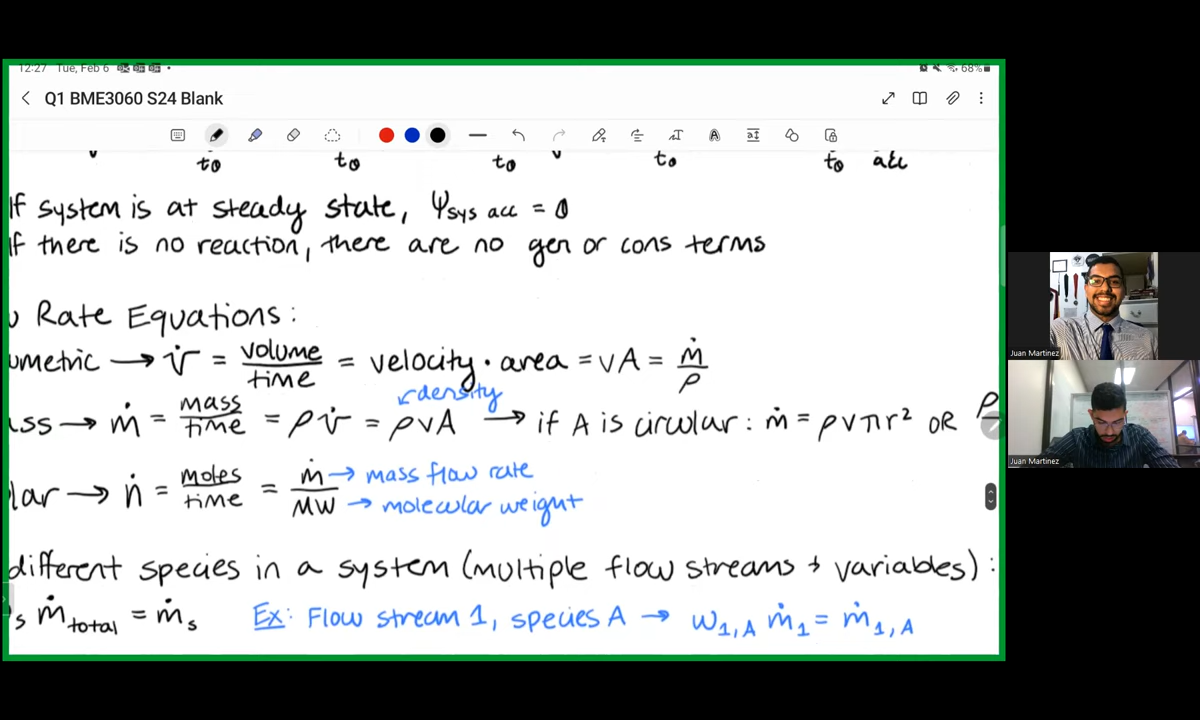 12:27 Tue, Feb 6 68%
Q1 BME3060 S24 Blank
v to to to v to to acc
If system is at steady state, Ψsys acc = 0
If there is no reaction, there are no gen or cons terms
Rate Equations:
umetric → V̇ = volume/time = velocity · area = vA = ṁ/ρ
density
ass → ṁ = mass/time = ρV̇ = ρvA → if A is circular: ṁ = ρvπr² OR
lar → ṅ = moles/time = ṁ/MW → mass flow rate
→ molecular weight
different species in a system (multiple flow streams + variables):
s ṁtotal = ṁs Ex: Flow stream 1, species A → w1,A ṁ1 = ṁ1,A
Juan Martinez
Juan Martinez